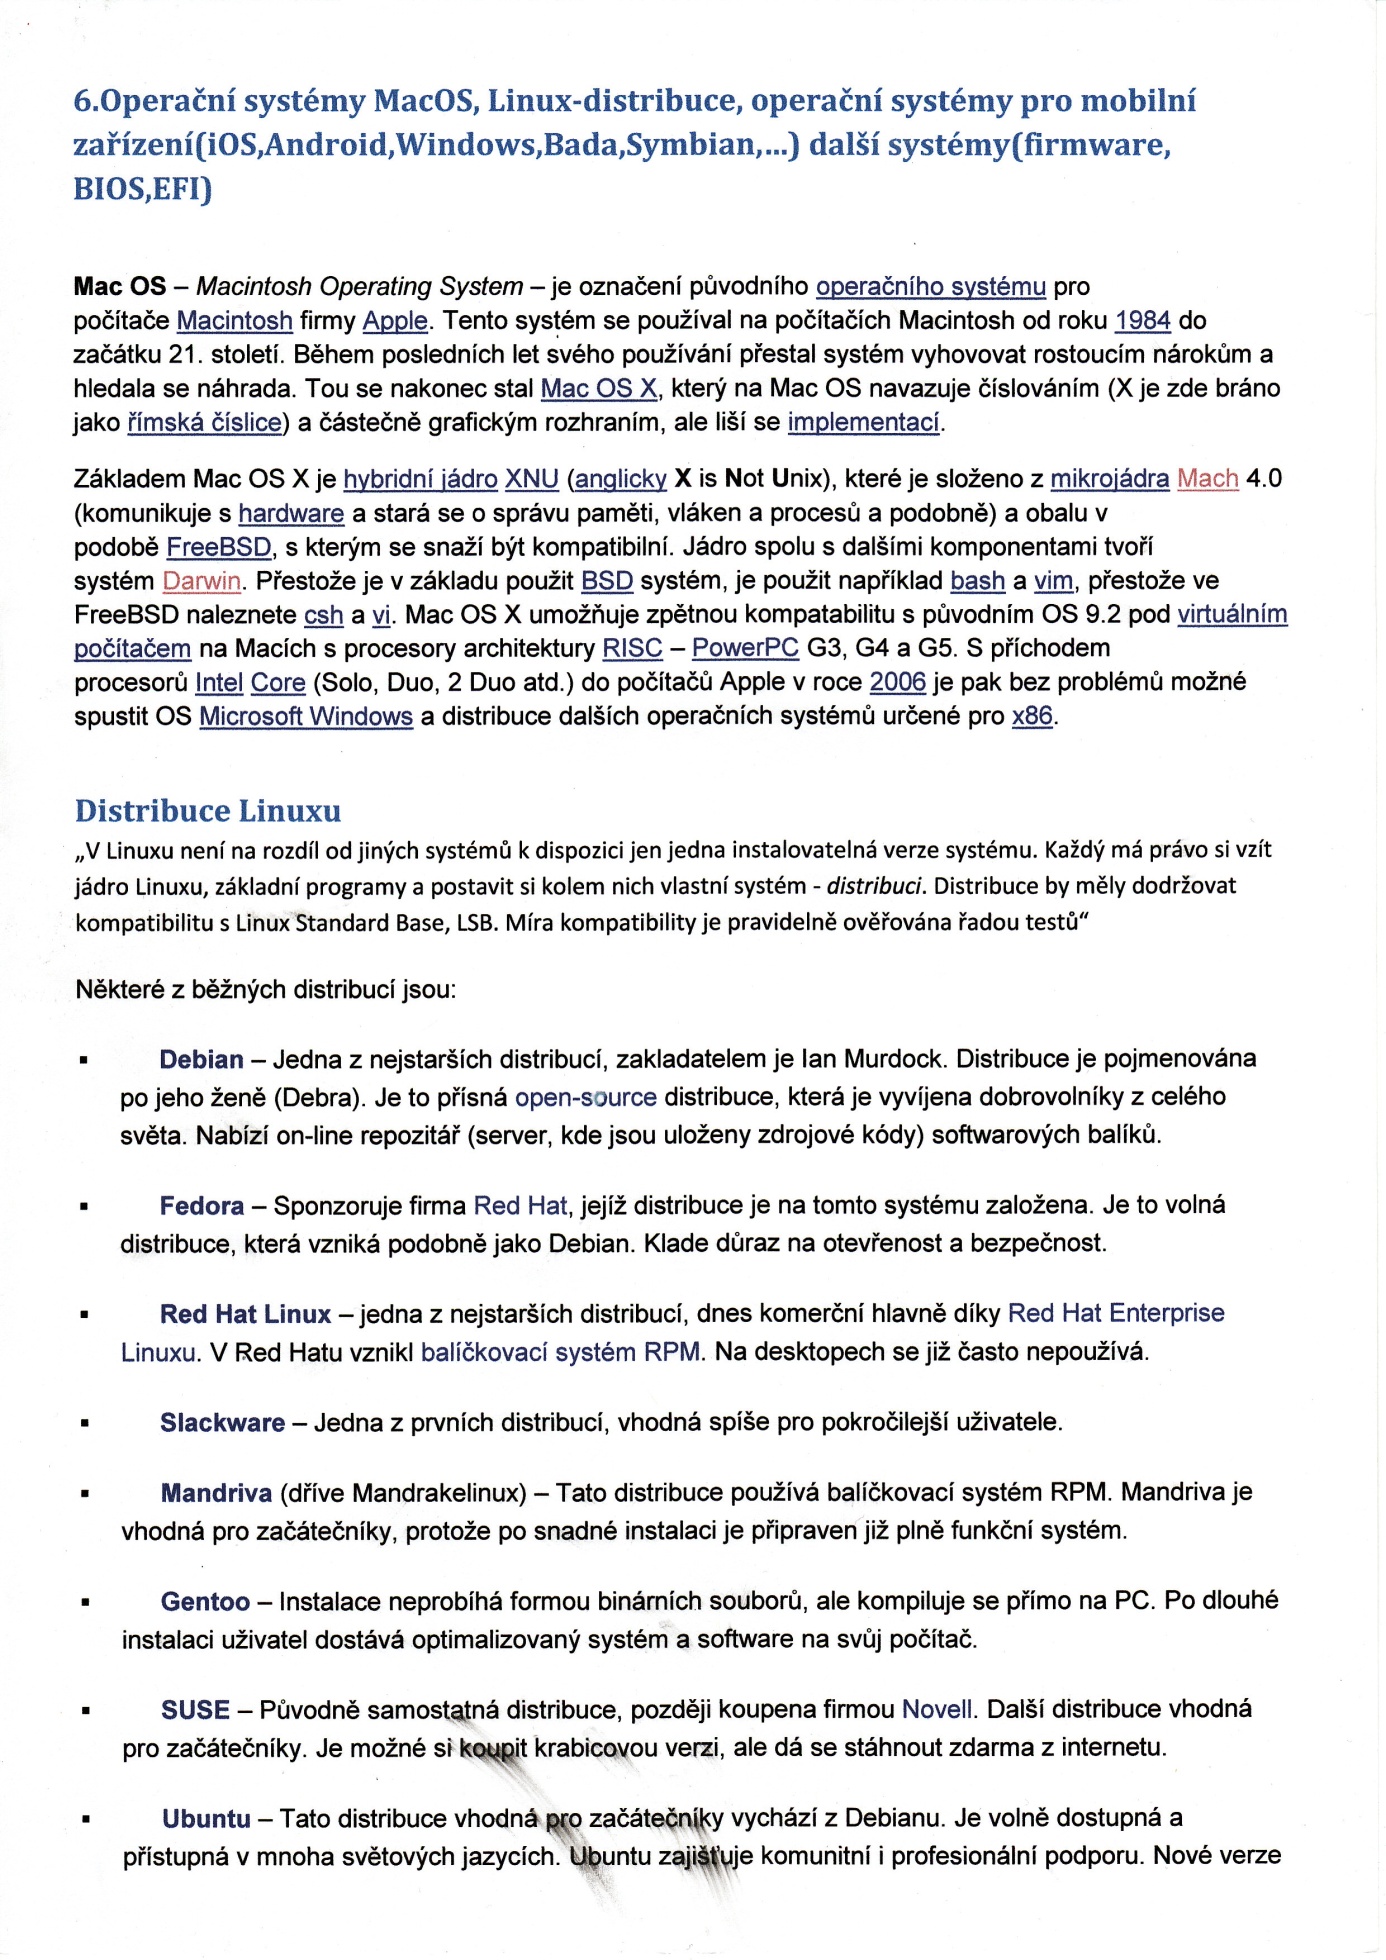 6.Operační systémy MacOS, Linux-distribuce, operační systémy pro mobilní
zařízení(iOS,Android,Windows,Bada,Symbian,...) další systémy(firmware,
BIOS,EFI)
Mac OS – Macintosh Operating System – je označení původního operačního systému pro
počítače Macintosh firmy Apple. Tento systém se používal na počítačích Macintosh od roku 1984 do
začátku 21. století. Během posledních let svého používání přestal systém vyhovovat rostoucím nárokům a
hledala se náhrada. Tou se nakonec stal Mac OS X, který na Mac OS navazuje číslováním (X je zde bráno
jako římská číslice) a částečně grafickým rozhraním, ale liší se implementací.
Základem Mac OS X je hybridní jádro XNU (anglicky X is Not Unix), které je složeno z mikrojádra Mach 4.0
(komunikuje s hardware a stará se o správu paměti, vláken a procesů a podobně) a obalu v
podobě FreeBSD, s kterým se snaží být kompatibilní. Jádro spolu s dalšími komponentami tvoří
systém Darwin. Přestože je v základu použit BSD systém, je použit například bash a vim, přestože ve
FreeBSD naleznete csh a vi. Mac OS X umožňuje zpětnou kompatabilitu s původním OS 9.2 pod virtuálním
počítačem na Macích s procesory architektury RISC – PowerPC G3, G4 a G5. S příchodem
procesorů Intel Core (Solo, Duo, 2 Duo atd.) do počítačů Apple v roce 2006 je pak bez problémů možné
spustit OS Microsoft Windows a distribuce dalších operačních systémů určené pro x86.
Distribuce Linuxu
„V Linuxu není na rozdíl od jiných systémů k dispozici jen jedna instalovatelná verze systému. Každý má právo si vzít
jádro Linuxu, základní programy a postavit si kolem nich vlastní systém - distribuci. Distribuce by měly dodržovat
kompatibilitu s Linux Standard Base, LSB. Míra kompatibility je pravidelně ověřována řadou testů“
Některé z běžných distribucí jsou:
▪ Debian – Jedna z nejstarších distribucí, zakladatelem je Ian Murdock. Distribuce je pojmenována
po jeho ženě (Debra). Je to přísná open-source distribuce, která je vyvíjena dobrovolníky z celého
světa. Nabízí on-line repozitář (server, kde jsou uloženy zdrojové kódy) softwarových balíků.
▪ Fedora – Sponzoruje firma Red Hat, jejíž distribuce je na tomto systému založena. Je to volná
distribuce, která vzniká podobně jako Debian. Klade důraz na otevřenost a bezpečnost.
▪ Red Hat Linux – jedna z nejstarších distribucí, dnes komerční hlavně díky Red Hat Enterprise
Linuxu. V Red Hatu vznikl balíčkovací systém RPM. Na desktopech se již často nepoužívá.
▪ Slackware – Jedna z prvních distribucí, vhodná spíše pro pokročilejší uživatele.
▪ Mandriva (dříve Mandrakelinux) – Tato distribuce používá balíčkovací systém RPM. Mandriva je
vhodná pro začátečníky, protože po snadné instalaci je připraven již plně funkční systém.
▪ Gentoo – Instalace neprobíhá formou binárních souborů, ale kompiluje se přímo na PC. Po dlouhé
instalaci uživatel dostává optimalizovaný systém a software na svůj počítač.
▪ SUSE – Původně samostatná distribuce, později koupena firmou Novell. Další distribuce vhodná
pro začátečníky. Je možné si koupit krabicovou verzi, ale dá se stáhnout zdarma z internetu.
▪ Ubuntu – Tato distribuce vhodná pro začátečníky vychází z Debianu. Je volně dostupná a
přístupná v mnoha světových jazycích. Ubuntu zajišťuje komunitní i profesionální podporu. Nové verze